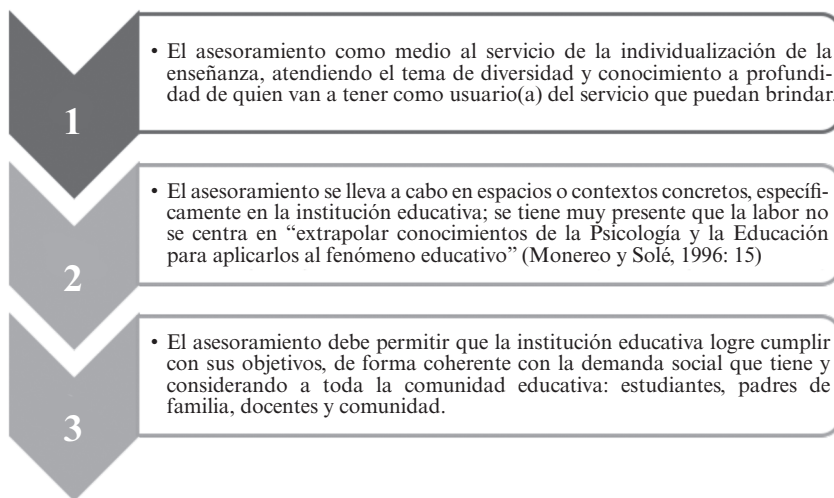 1
• El asesoramiento como medio al servicio de la individualización de la
enseñanza, atendiendo el tema de diversidad y conocimiento a profundi-
dad de quien van a tener como usuario(a) del servicio que puedan brindar.
2
• El asesoramiento se lleva a cabo en espacios o contextos concretos, específi-
camente en la institución educativa; se tiene muy presente que la labor no
se centra en “extrapolar conocimientos de la Psicología y la Educación
para aplicarlos al fenómeno educativo” (Monereo y Solé, 1996: 15)
3
• El asesoramiento debe permitir que la institución educativa logre cumplir
con sus objetivos, de forma coherente con la demanda social que tiene y
considerando a toda la comunidad educativa: estudiantes, padres de
familia, docentes y comunidad.